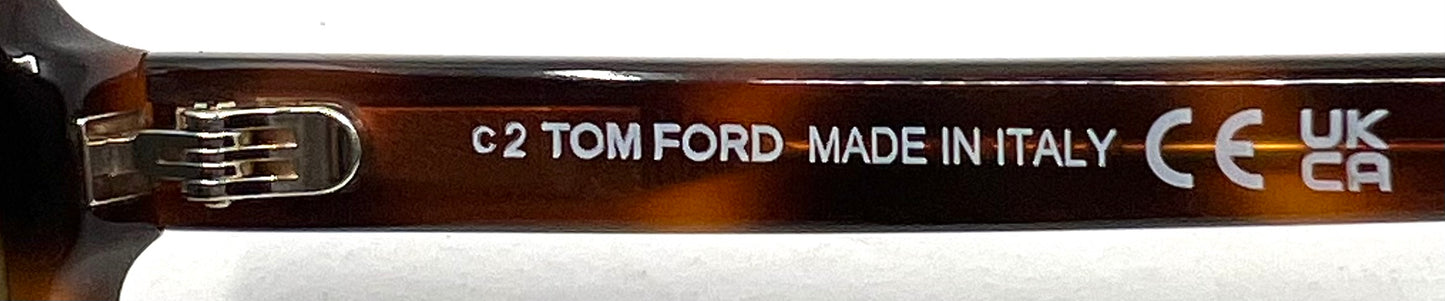 c2 TOM FORD MADE IN ITALY CE UK
CA